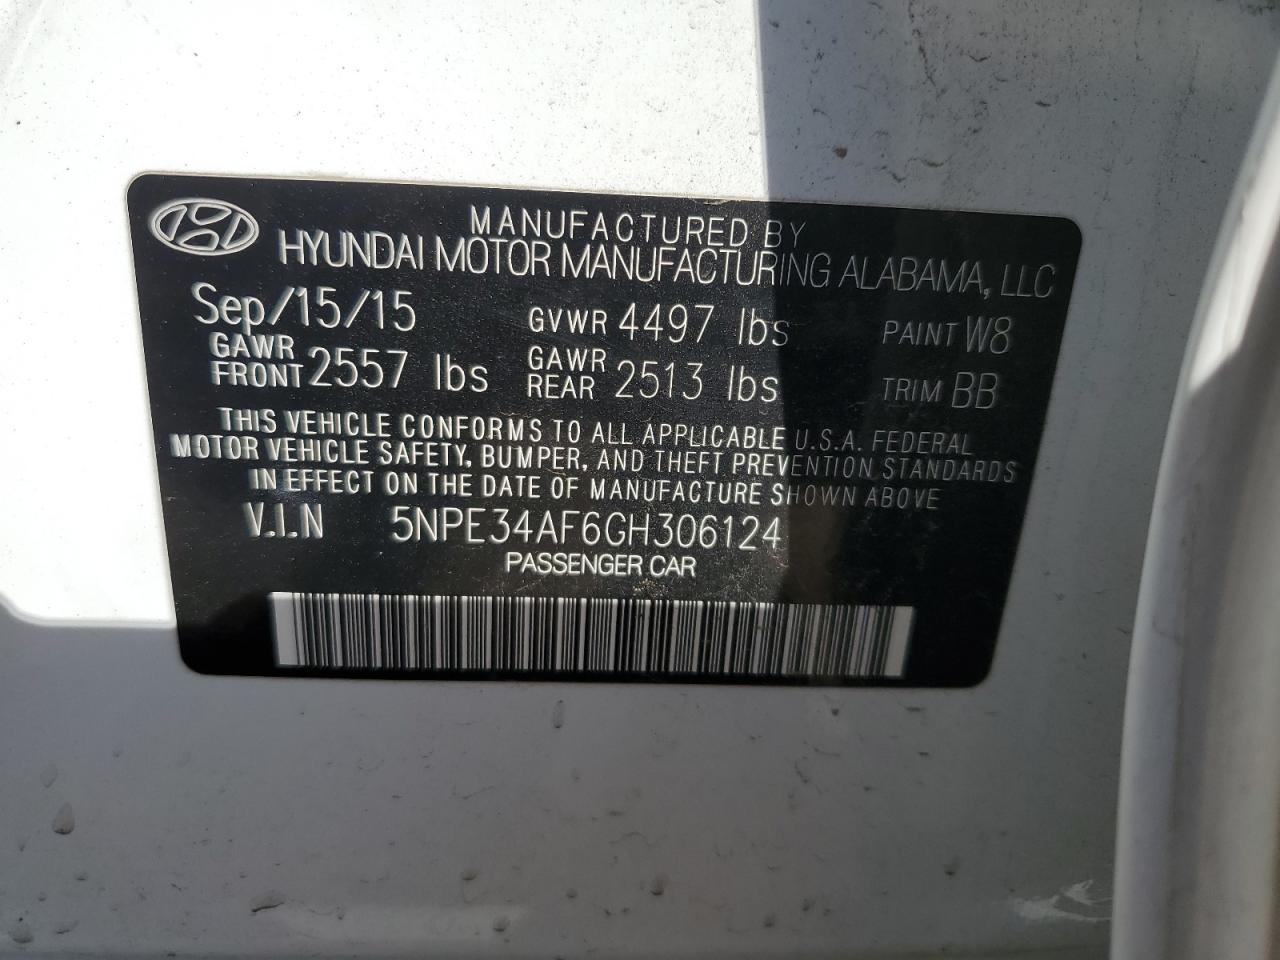 MANUFACTURED BY
HYUNDAI MOTOR MANUFACTURING ALABAMA, LLC
Sep/15/15 GVWR 4497 lbs PAINT W8
GAWR FRONT 2557 lbs GAWR REAR 2513 lbs TRIM BB
THIS VEHICLE CONFORMS TO ALL APPLICABLE U.S.A. FEDERAL
MOTOR VEHICLE SAFETY, BUMPER, AND THEFT PREVENTION STANDARDS
IN EFFECT ON THE DATE OF MANUFACTURE SHOWN ABOVE
V.I.N 5NPE34AF6GH306124
PASSENGER CAR